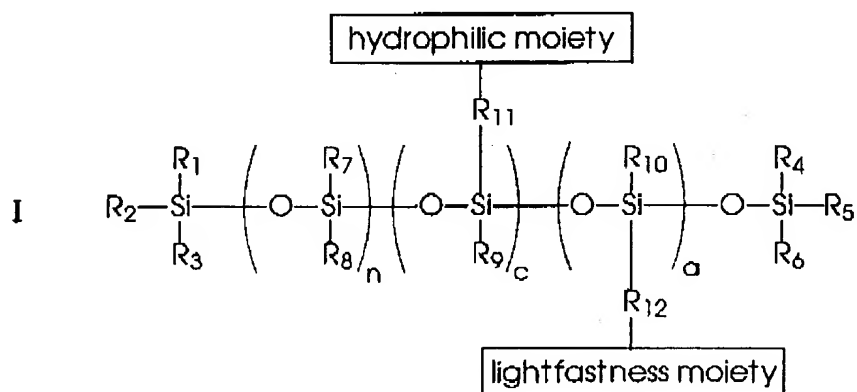 hydrophilic moiety
R11
R1 R7 R10 R4
I R2—Si—(O—Si)n(O—Si)c(O—Si)a—O—Si—R5
R3 R8 R9 R6
R12
lightfastness moiety